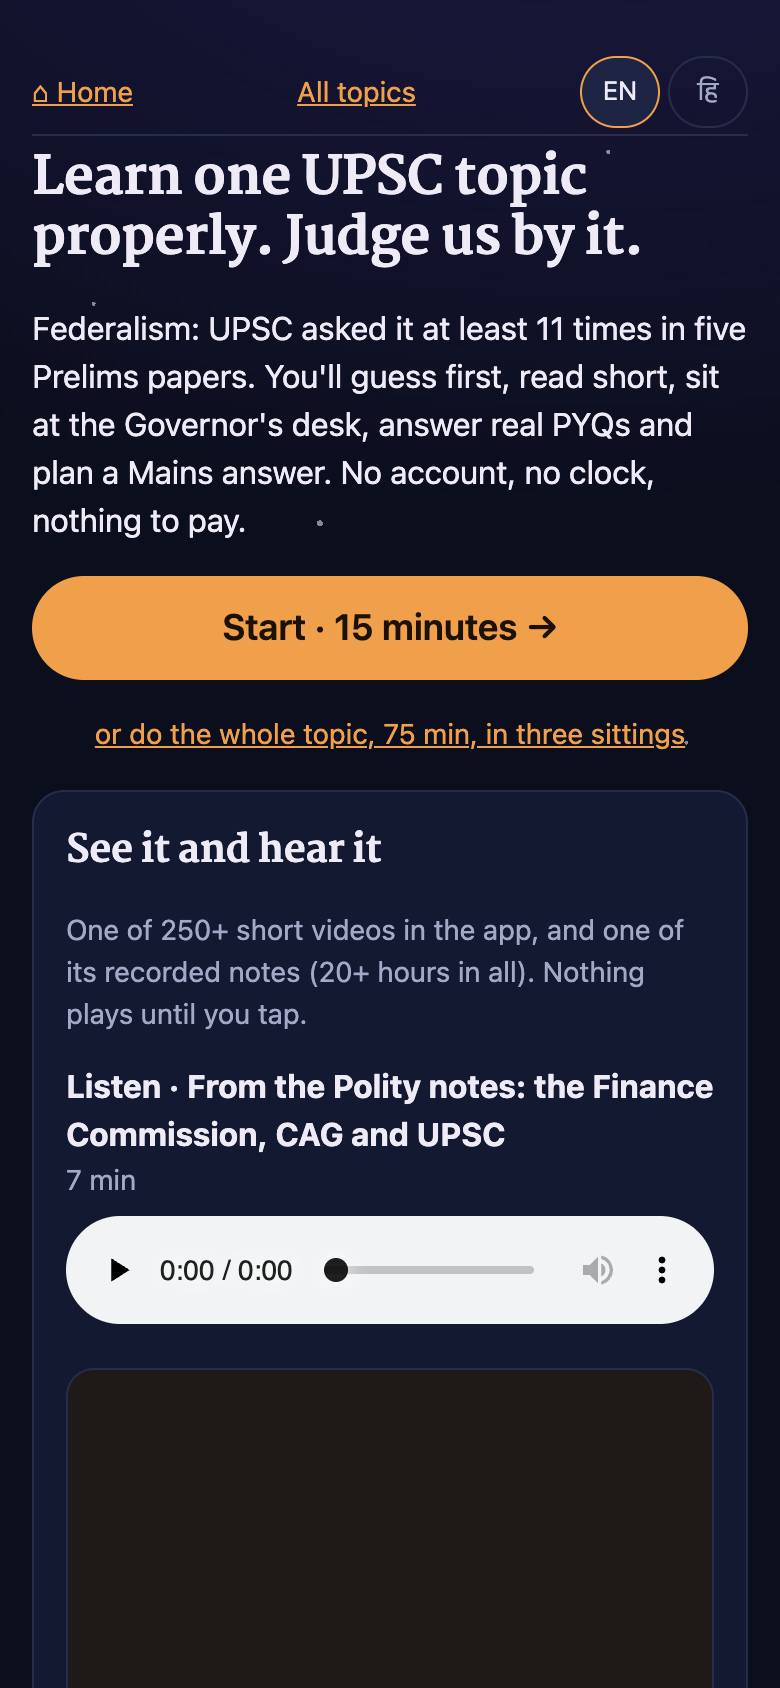 ⌂ Home
All topics
EN
हि
Learn one UPSC topic
properly. Judge us by it.
Federalism: UPSC asked it at least 11 times in five
Prelims papers. You'll guess first, read short, sit
at the Governor's desk, answer real PYQs and
plan a Mains answer. No account, no clock,
nothing to pay.
Start · 15 minutes →
or do the whole topic, 75 min, in three sittings
See it and hear it
One of 250+ short videos in the app, and one of
its recorded notes (20+ hours in all). Nothing
plays until you tap.
Listen · From the Polity notes: the Finance
Commission, CAG and UPSC
7 min
0:00 / 0:00